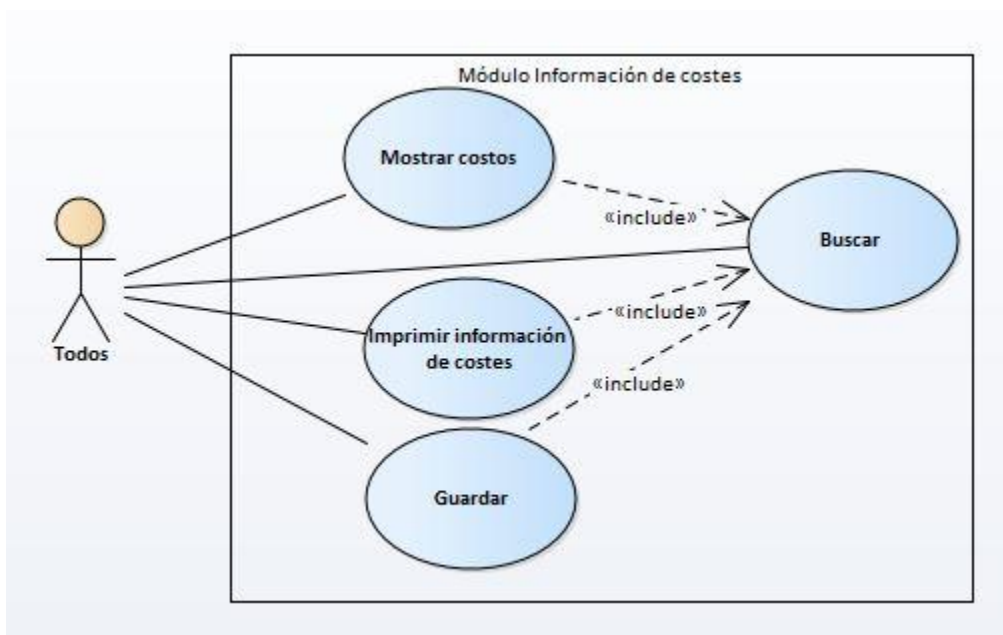 Módulo Información de costes
Mostrar costos
«include»
Buscar
«include»
Imprimir información
de costes
Todos
«include»
Guardar